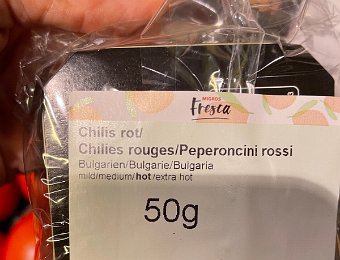 MIGROS
Fresca
Chilis rot/
Chilies rouges/Peperoncini rossi
Bulgarien/Bulgarie/Bulgaria
mild/medium/hot/extra hot
50g